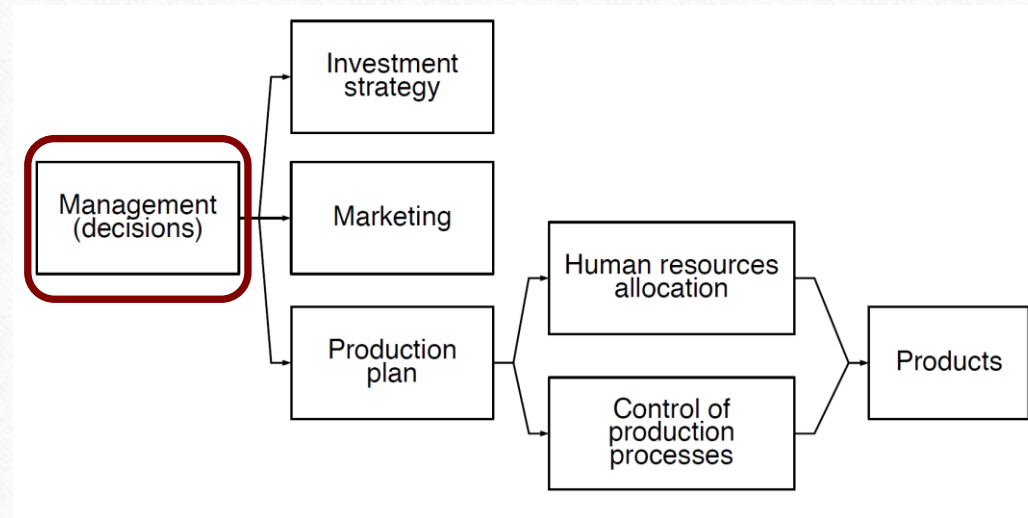 Investment
strategy
Management
(decisions)
Marketing
Production
plan
Human resources
allocation
Control of
production
processes
Products